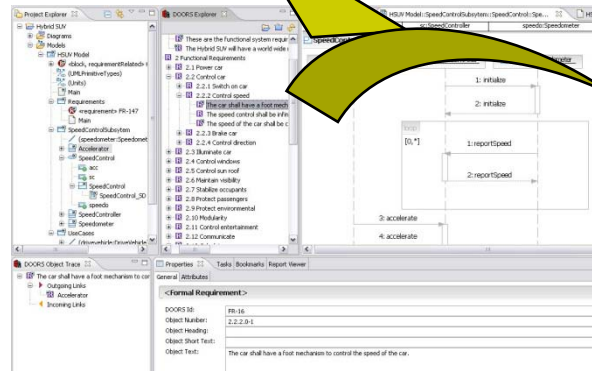 Project Explorer
Hybrid SUV
Diagrams
Models
HSUV Model
«block, requirementRelated»
(UMLPrimitiveTypes)
(Units)
Main
Requirements
«requirement» FR-147
Main
SpeedControlSubsytem
(speedometer:Speedomet
Accelerator
SpeedControl
acc
sc
SpeedControl
SpeedControl_SD
speedo
SpeedController
Speedometer
UseCases
DOORS Explorer
These are the functional system requir
The Hybrid SUV will have a world wide
2 Functional Requirements
2.1 Power car
2.2 Control car
2.2.1 Switch on car
2.2.2 Control speed
The car shall have a foot mech
The speed control shall be infin
The speed of the car shall be c
2.2.3 Brake car
2.2.4 Control direction
2.3 Illuminate car
2.4 Control windows
2.5 Control sun roof
2.6 Maintain visibility
2.7 Stabilize occupants
2.8 Protect passengers
2.9 Protect environmental
2.10 Modularity
2.11 Control entertainment
2.12 Communicate
HSUV Model::SpeedControlSubsytem::SpeedControl::Spe...
sc:SpeedController
speedo:Speedometer
1: initialize
2: initialize
loop
[0,*]
1:reportSpeed
2:reportSpeed
3: accelerate
4: accelerate
DOORS Object Trace
The car shall have a foot mechanism to cor
Outgoing Links
Accelerator
Incoming Links
Properties Tasks Bookmarks Report Viewer
General Attributes
<Formal Requirement>
DOORS Id: FR-16
Object Number: 2.2.2.0-1
Object Heading:
Object Short Text:
Object Text: The car shall have a foot mechanism to control the speed of the car.